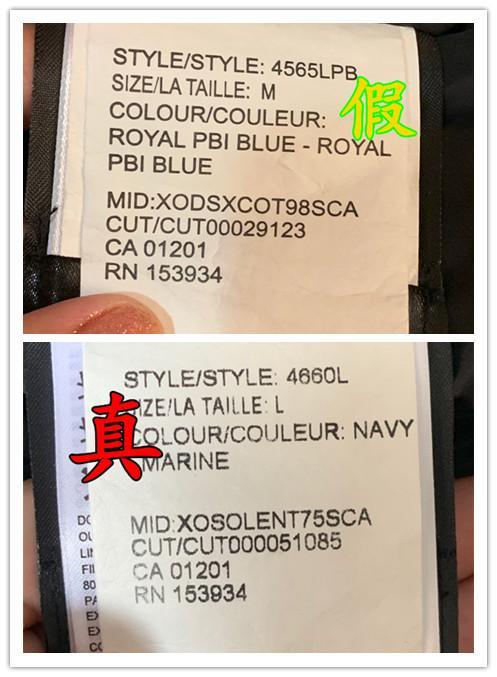 STYLE/STYLE: 4565LPB
SIZE/LA TAILLE: M
假
COLOUR/COULEUR:
ROYAL PBI BLUE - ROYAL
PBI BLUE
MID:XODSXCOT98SCA
CUT/CUT00029123
CA 01201
RN 153934
STYLE/STYLE: 4660L
IZE/LA TAILLE: L
真
COLOUR/COULEUR: NAVY
MARINE
MID:XOSOLENT75SCA
CUT/CUT000051085
CA 01201
RN 153934